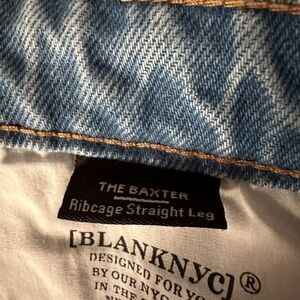 THE BAXTER
Ribcage Straight Leg
[BLANKNYC]®
DESIGNED FOR YO
BY OUR NYC
IN THE